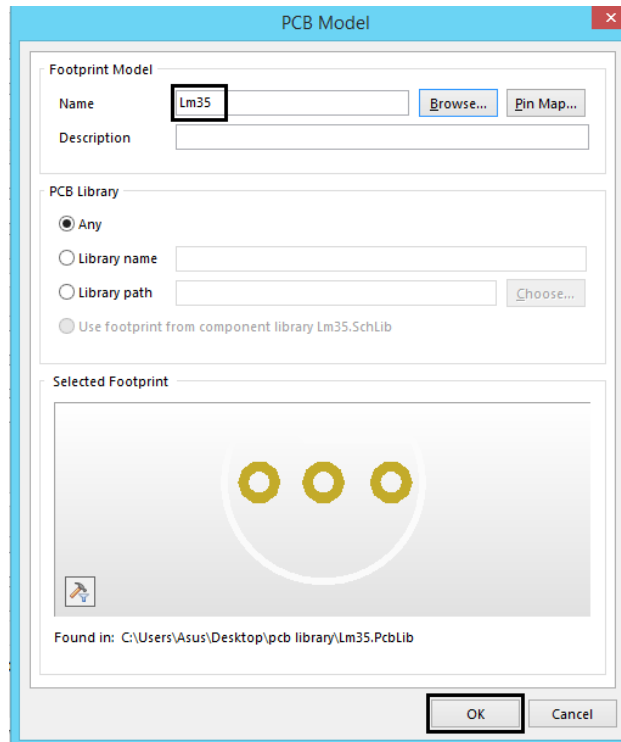 PCB Model
Footprint Model
Name Lm35 Browse... Pin Map...
Description
PCB Library
Any
Library name
Library path Choose...
Use footprint from component library Lm35.SchLib
Selected Footprint
Found in: C:\Users\Asus\Desktop\pcb library\Lm35.PcbLib
OK Cancel